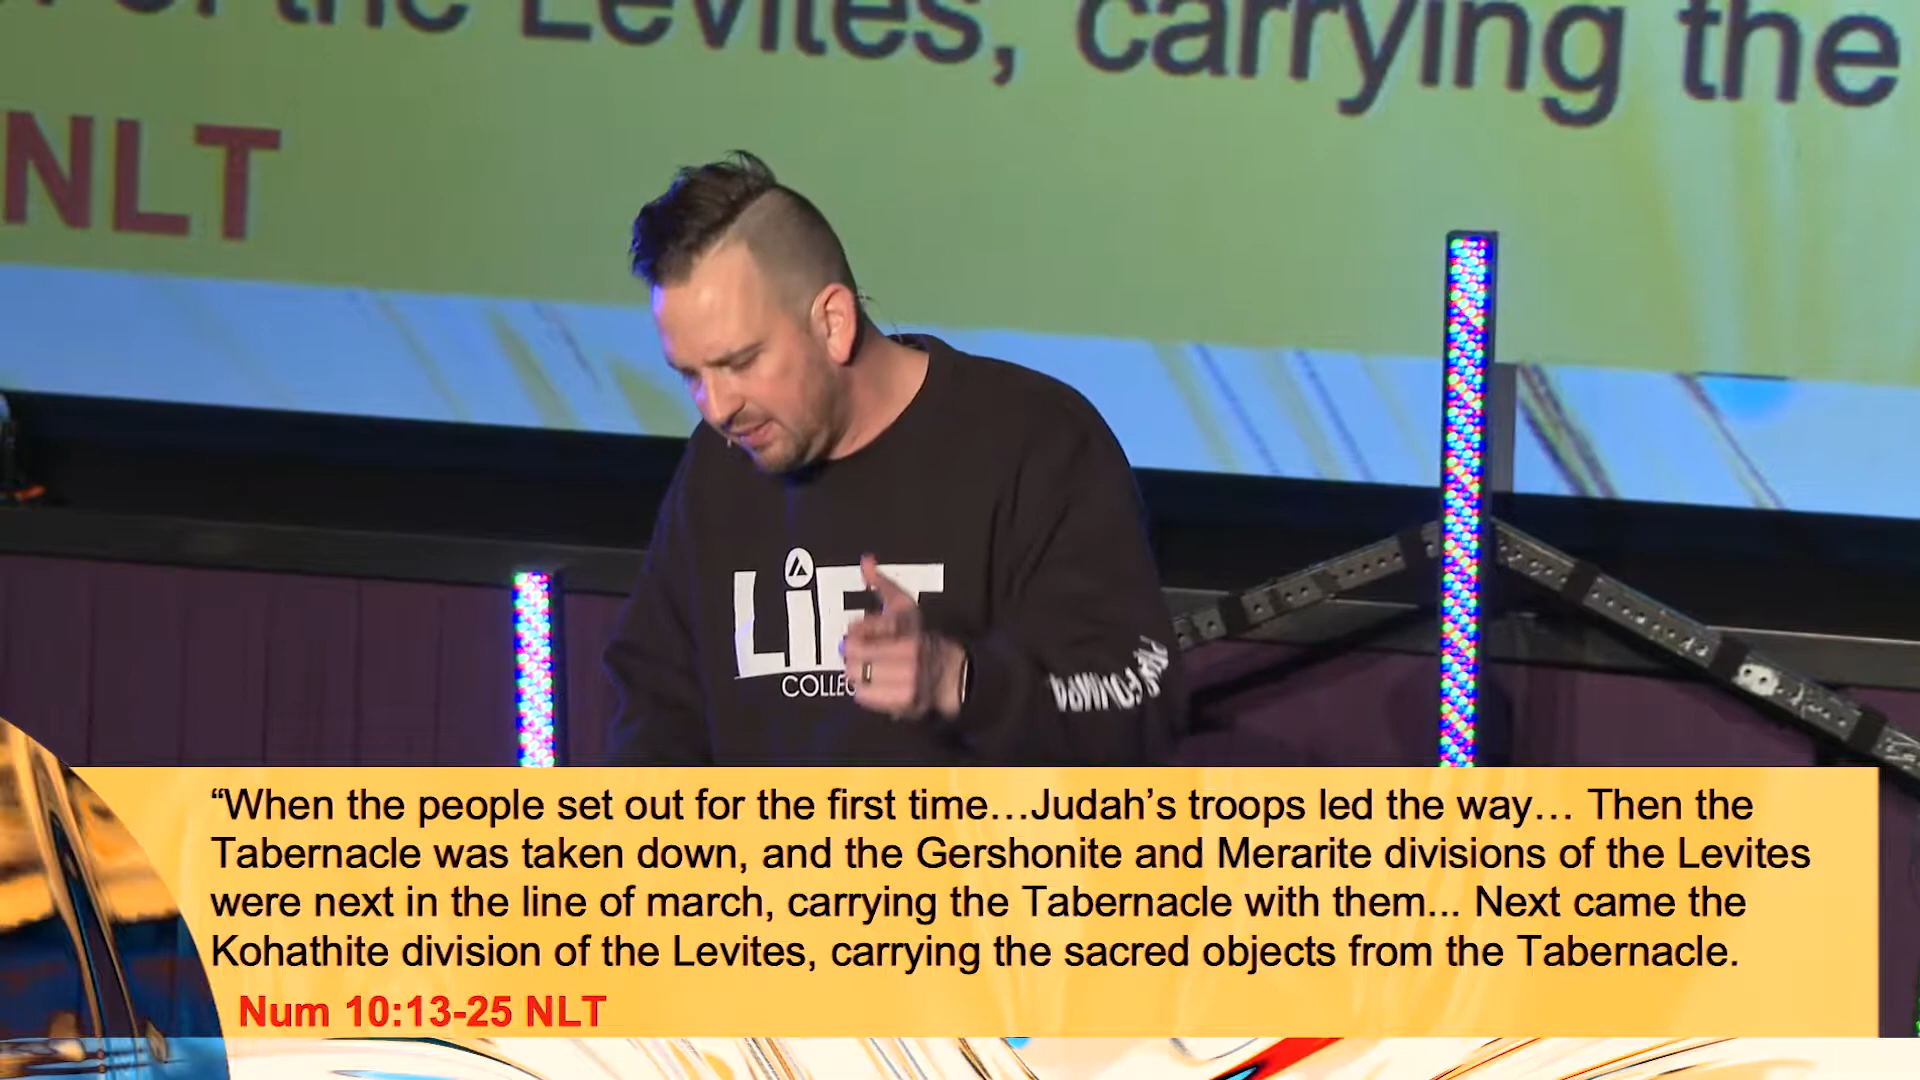 of the Levites, carrying the
NLT
LiFT
COLLEG
“When the people set out for the first time…Judah’s troops led the way… Then the
Tabernacle was taken down, and the Gershonite and Merarite divisions of the Levites
were next in the line of march, carrying the Tabernacle with them... Next came the
Kohathite division of the Levites, carrying the sacred objects from the Tabernacle.
Num 10:13-25 NLT